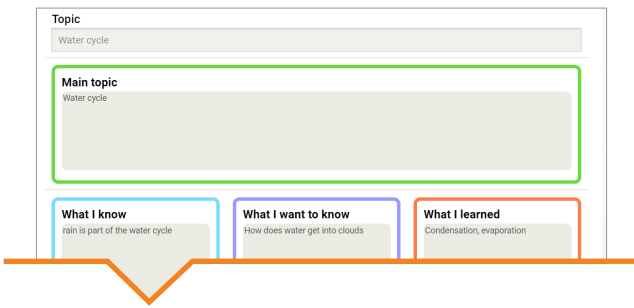 Topic
Water cycle
Main topic
Water cycle
What I know
rain is part of the water cycle
What I want to know
How does water get into clouds
What I learned
Condensation, evaporation